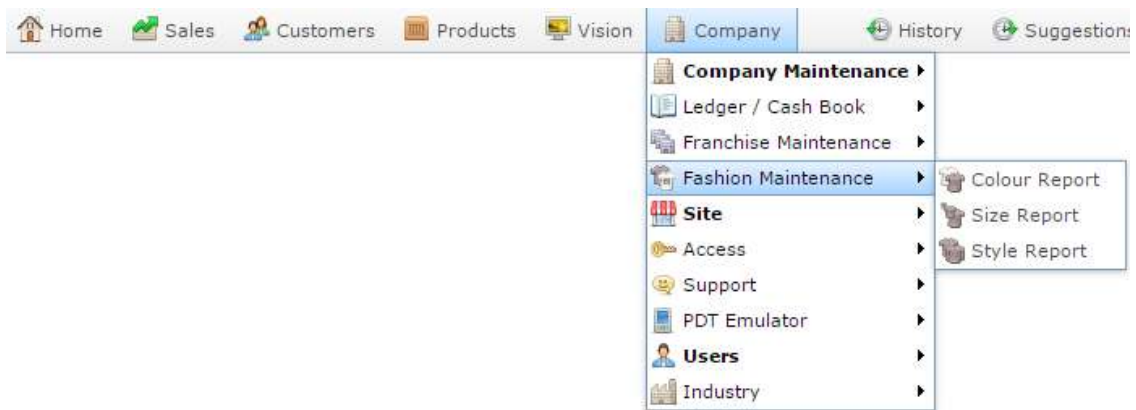 Home Sales Customers Products Vision Company History Suggestions
Company Maintenance
Ledger / Cash Book
Franchise Maintenance
Fashion Maintenance
Colour Report
Size Report
Style Report
Site
Access
Support
PDT Emulator
Users
Industry